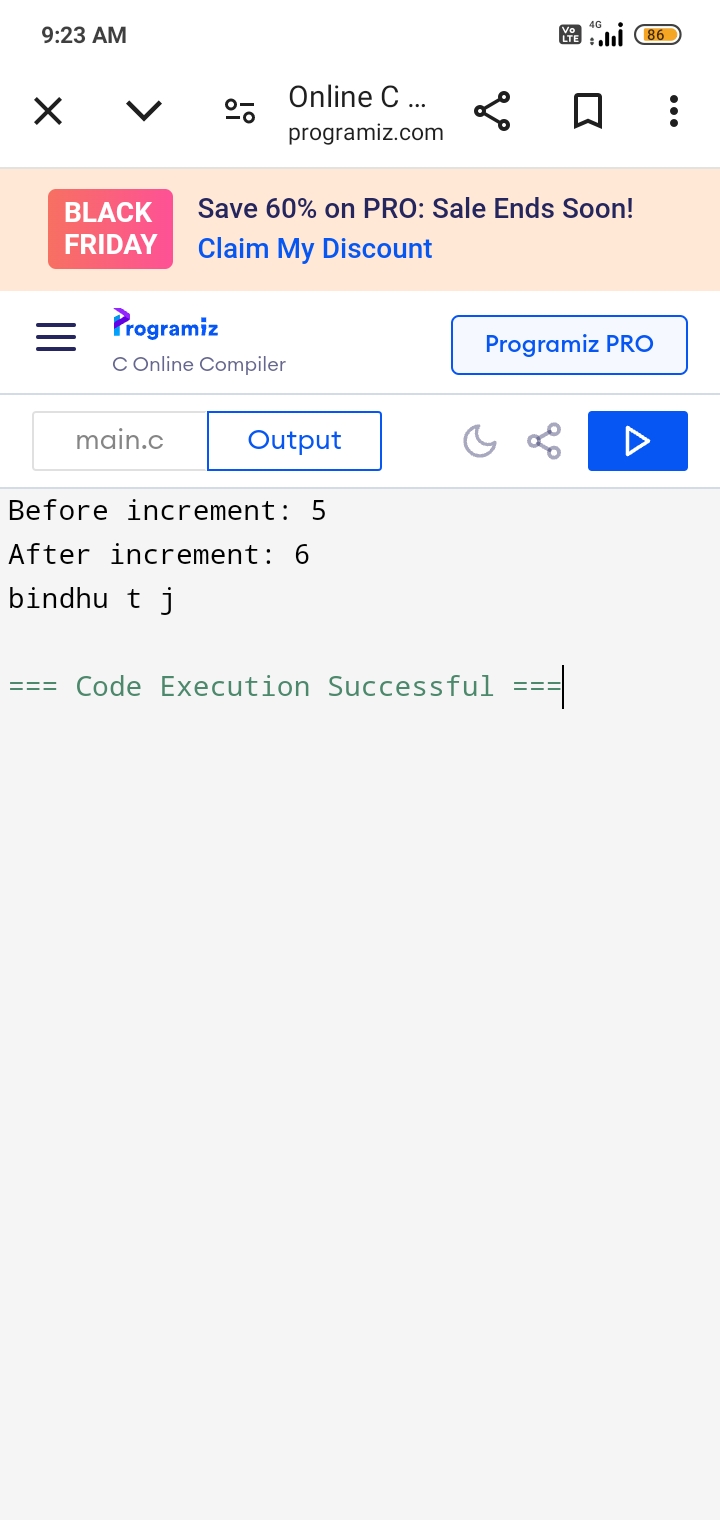 9:23 AM
Vo LTE 4G 86
Online C ...
programiz.com
BLACK FRIDAY
Save 60% on PRO: Sale Ends Soon!
Claim My Discount
Programiz
C Online Compiler
Programiz PRO
main.c
Output
Before increment: 5
After increment: 6
bindhu t j
=== Code Execution Successful ===